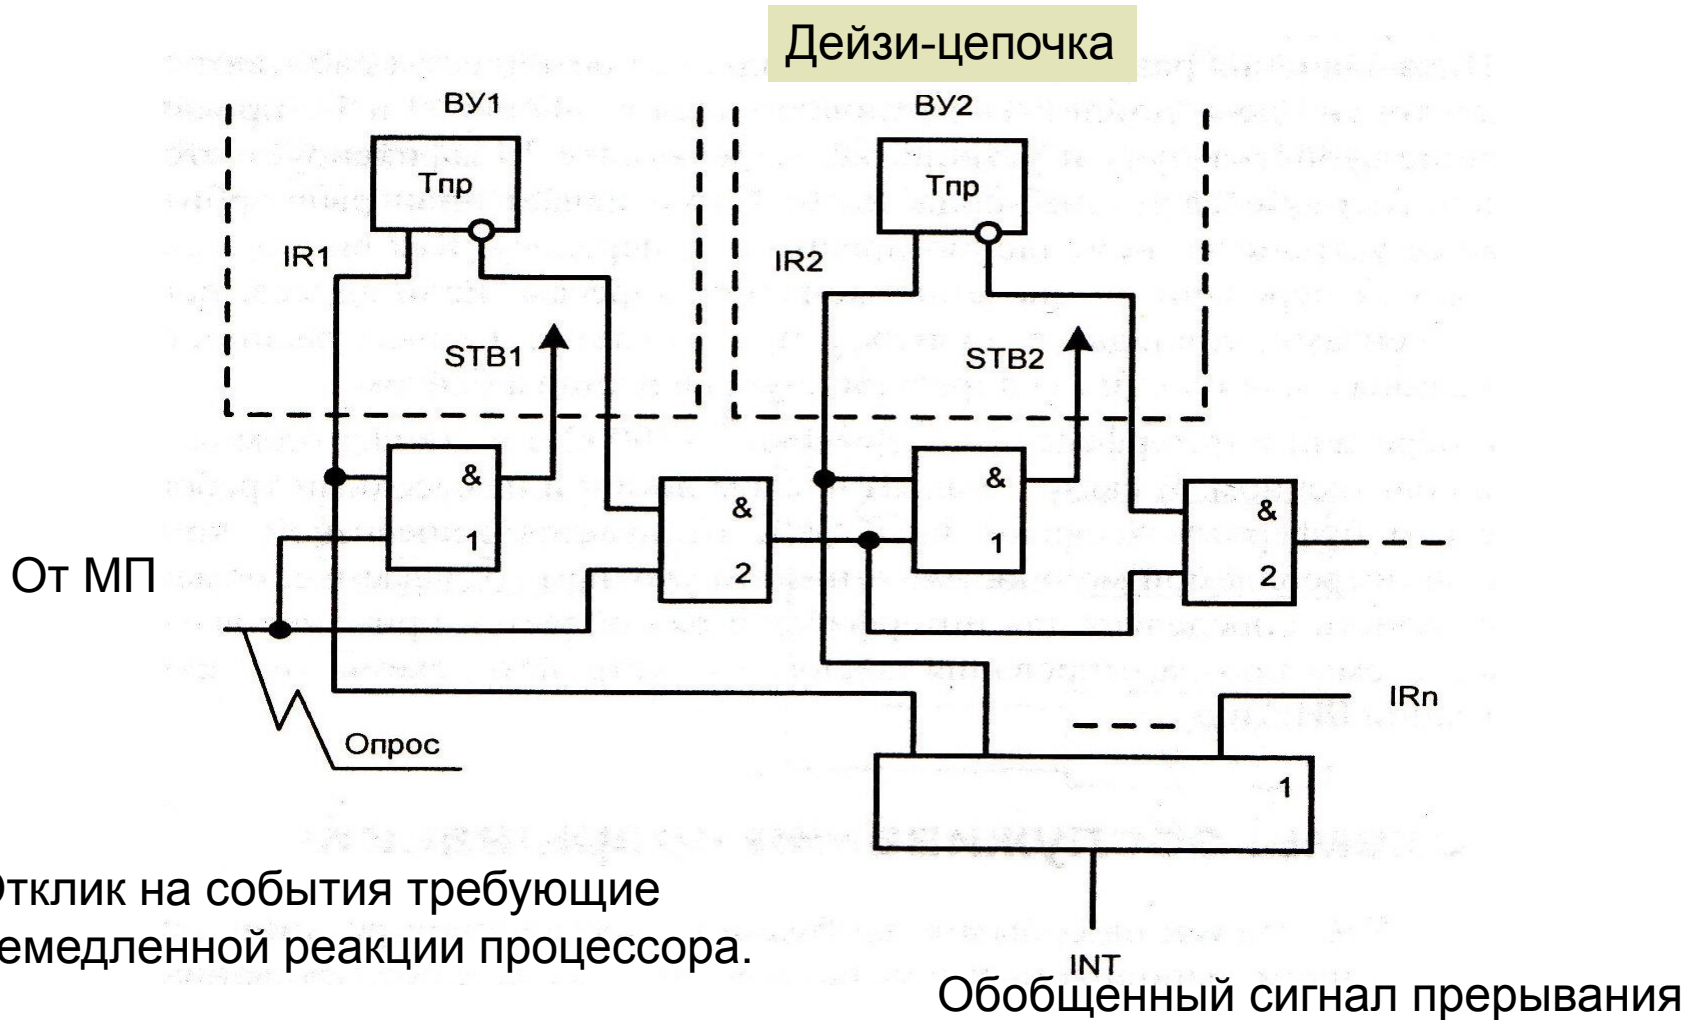 Дейзи-цепочка
ВУ1
ВУ2
Тпр
Тпр
IR1
IR2
STB1
STB2
&
1
&
2
&
1
&
2
От МП
Опрос
IRn
1
Отклик на события требующие
немедленной реакции процессора.
INT
Обобщенный сигнал прерывания